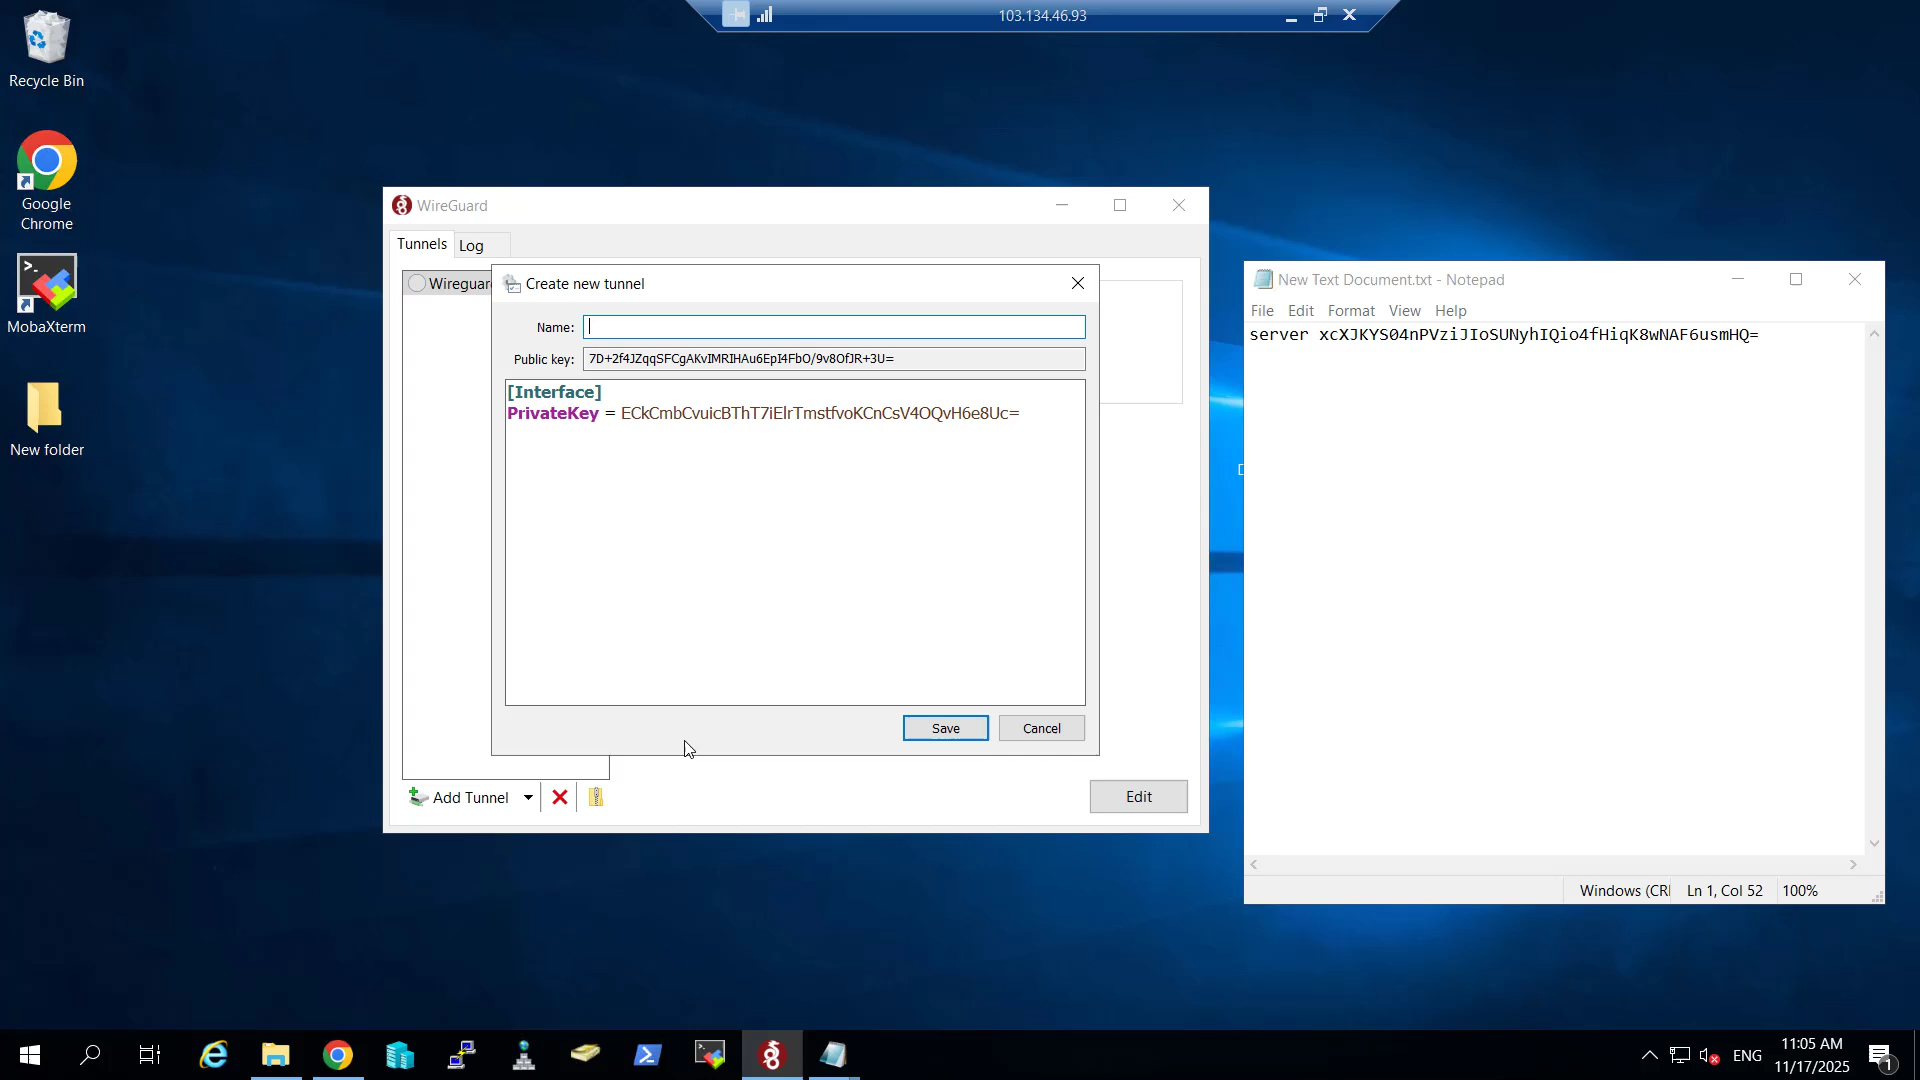 103.134.46.93
Recycle Bin
Google
Chrome
MobaXterm
New folder
WireGuard
Tunnels
Log
Wireguar
Create new tunnel
Name:
Public key:
7D+2f4JZqqSFCgAKvIMRIHAu6EpI4FbO/9v8OfJR+3U=
[Interface]
PrivateKey = ECkCmbCvuicBThT7iElrTmstfvoKCnCsV4OQvH6e8Uc=
Save
Cancel
Add Tunnel
Edit
New Text Document.txt - Notepad
File Edit Format View Help
server xcXJKYS04nPVziJIoSUNyhIQio4fHiqK8wNAF6usmHQ=
Windows (CRI
Ln 1, Col 52
100%
ENG
11:05 AM
11/17/2025
1